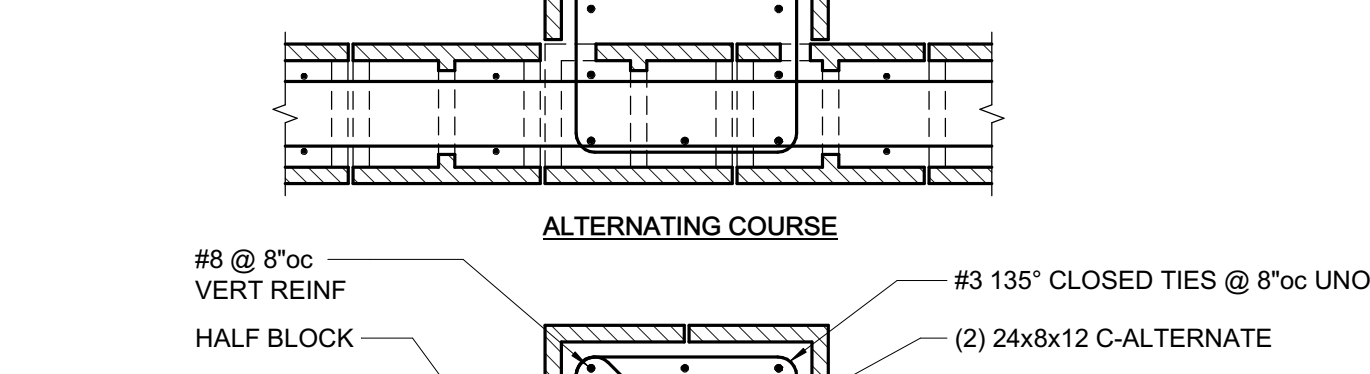 ALTERNATING COURSE
#8 @ 8"oc
VERT REINF
#3 135° CLOSED TIES @ 8"oc UNO
HALF BLOCK
(2) 24x8x12 C-ALTERNATE